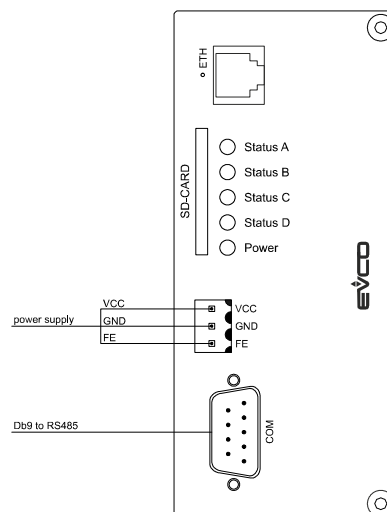 ETH
SD-CARD
Status A
Status B
Status C
Status D
Power
EVCO
VCC
VCC
power supply
GND
GND
FE
FE
Db9 to RS485
COM